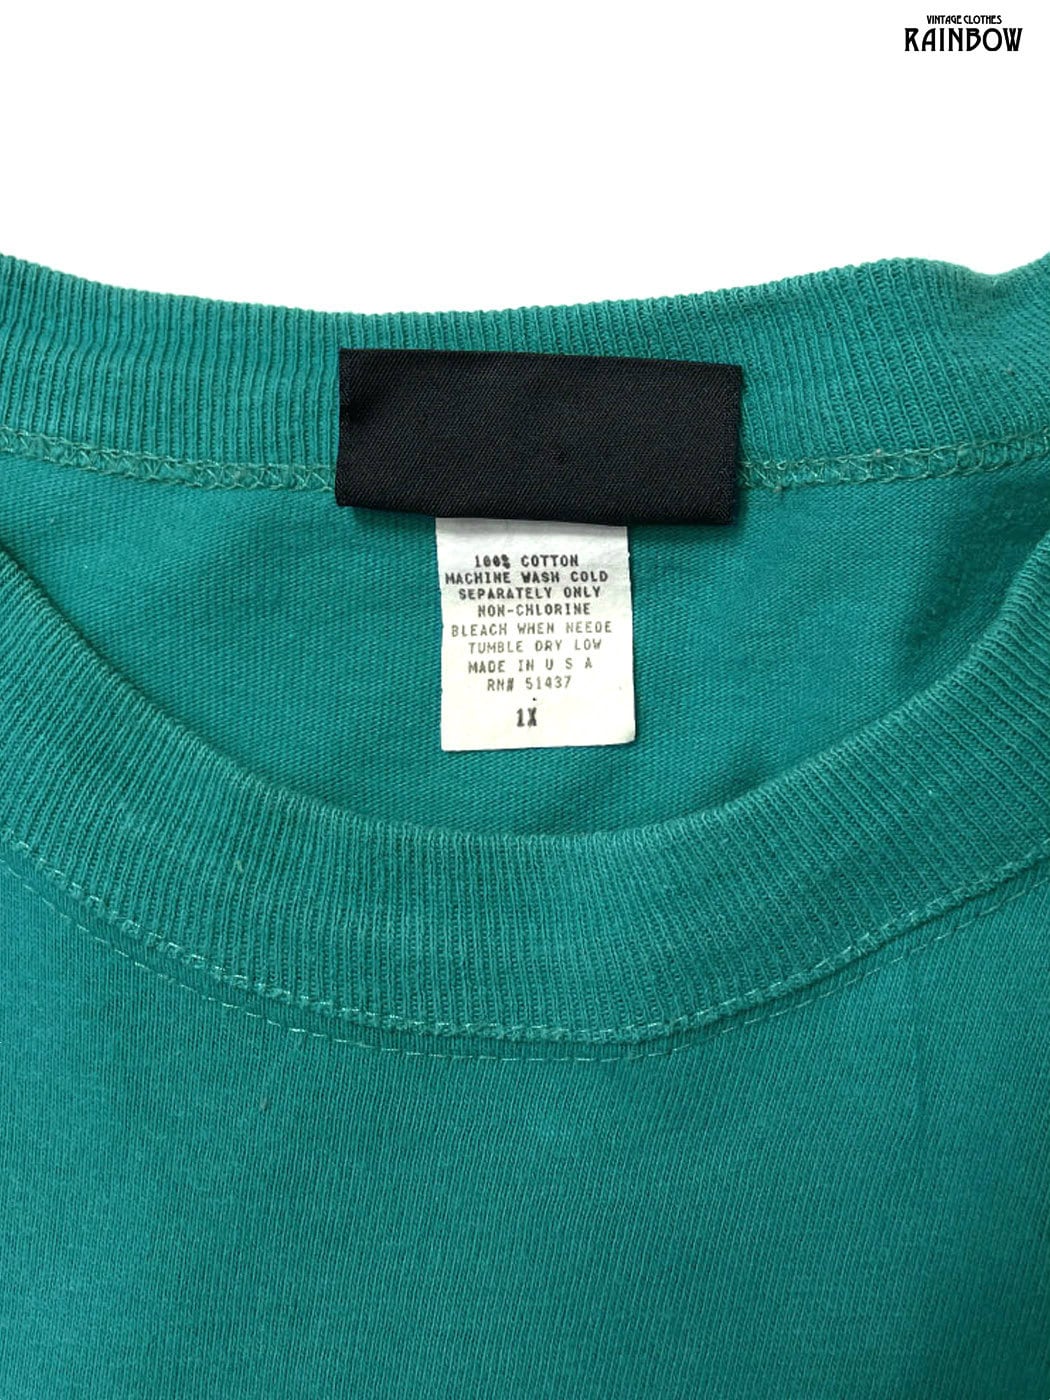 VINTAGE CLOTHES
RAINBOW
100% COTTON
MACHINE WASH COLD
SEPARATELY ONLY
NON-CHLORINE
BLEACH WHEN NEEDE
TUMBLE DRY LOW
MADE IN U S A
RN# 51437
1X